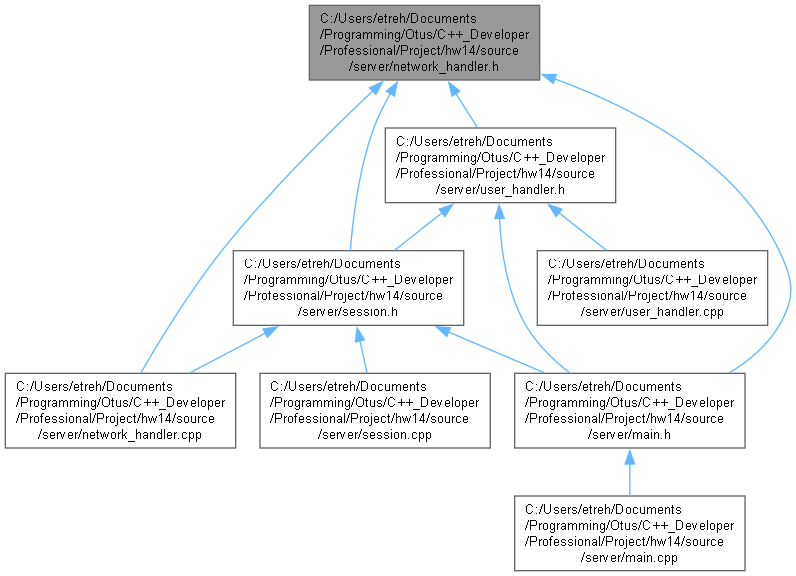 C:/Users/etreh/Documents
/Programming/Otus/C++_Developer
/Professional/Project/hw14/source
/server/network_handler.h
C:/Users/etreh/Documents
/Programming/Otus/C++_Developer
/Professional/Project/hw14/source
/server/user_handler.h
C:/Users/etreh/Documents
/Programming/Otus/C++_Developer
/Professional/Project/hw14/source
/server/session.h
C:/Users/etreh/Documents
/Programming/Otus/C++_Developer
/Professional/Project/hw14/source
/server/user_handler.cpp
C:/Users/etreh/Documents
/Programming/Otus/C++_Developer
/Professional/Project/hw14/source
/server/network_handler.cpp
C:/Users/etreh/Documents
/Programming/Otus/C++_Developer
/Professional/Project/hw14/source
/server/session.cpp
C:/Users/etreh/Documents
/Programming/Otus/C++_Developer
/Professional/Project/hw14/source
/server/main.h
C:/Users/etreh/Documents
/Programming/Otus/C++_Developer
/Professional/Project/hw14/source
/server/main.cpp